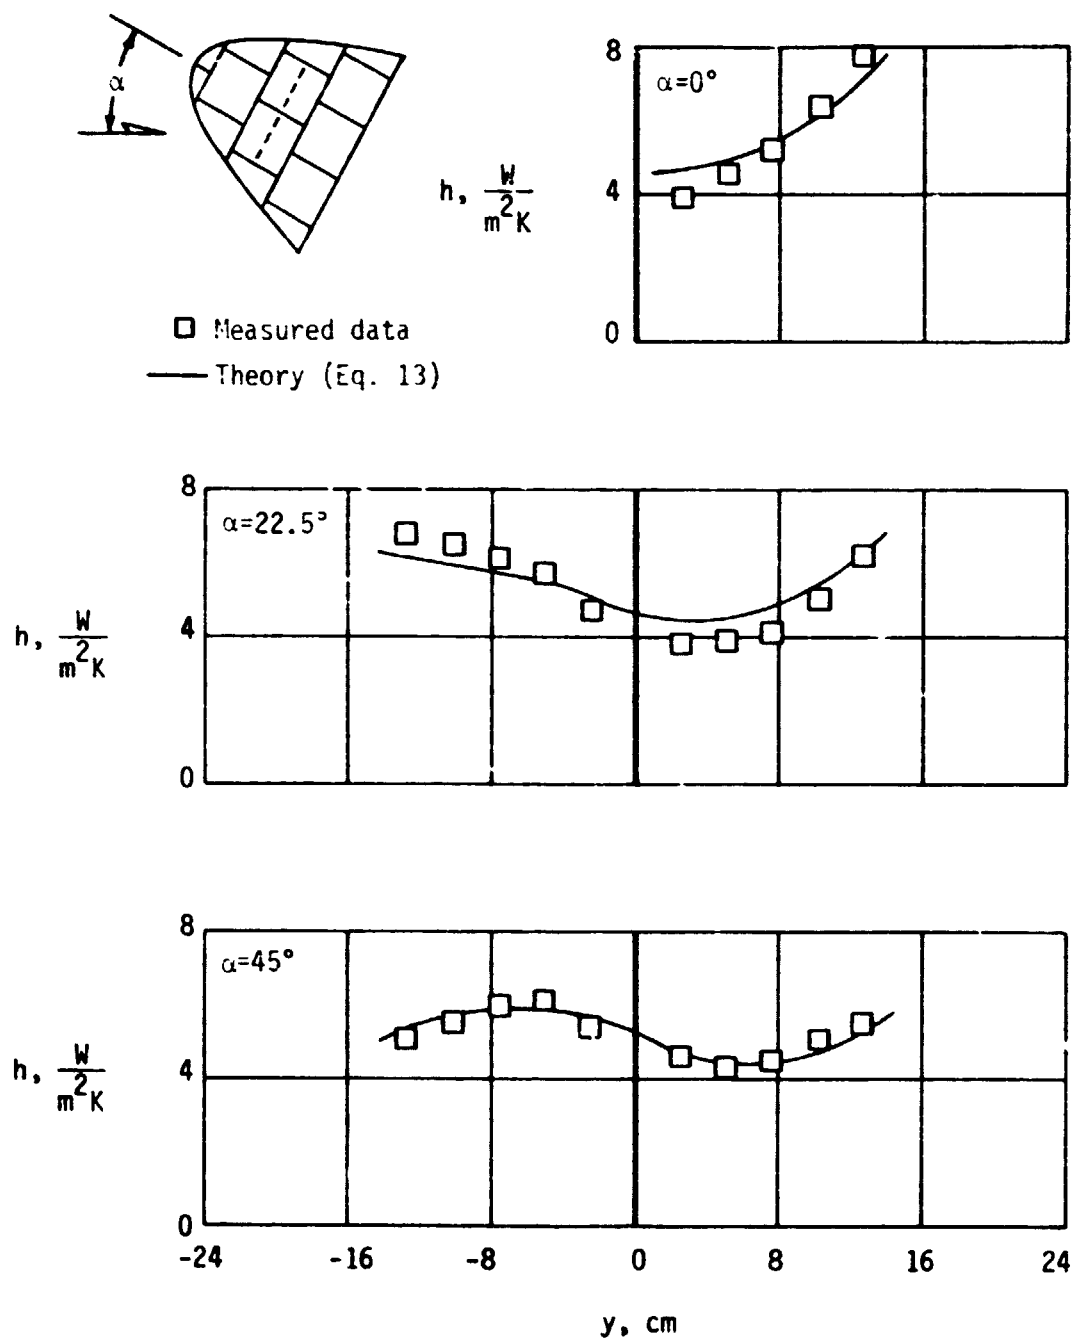 α
8
α=0°
h, W/m²K
4
0
Measured data
Theory (Eq. 13)
8
α=22.5°
h, W/m²K
4
0
8
α=45°
h, W/m²K
4
0
-24 -16 -8 0 8 16 24
y, cm